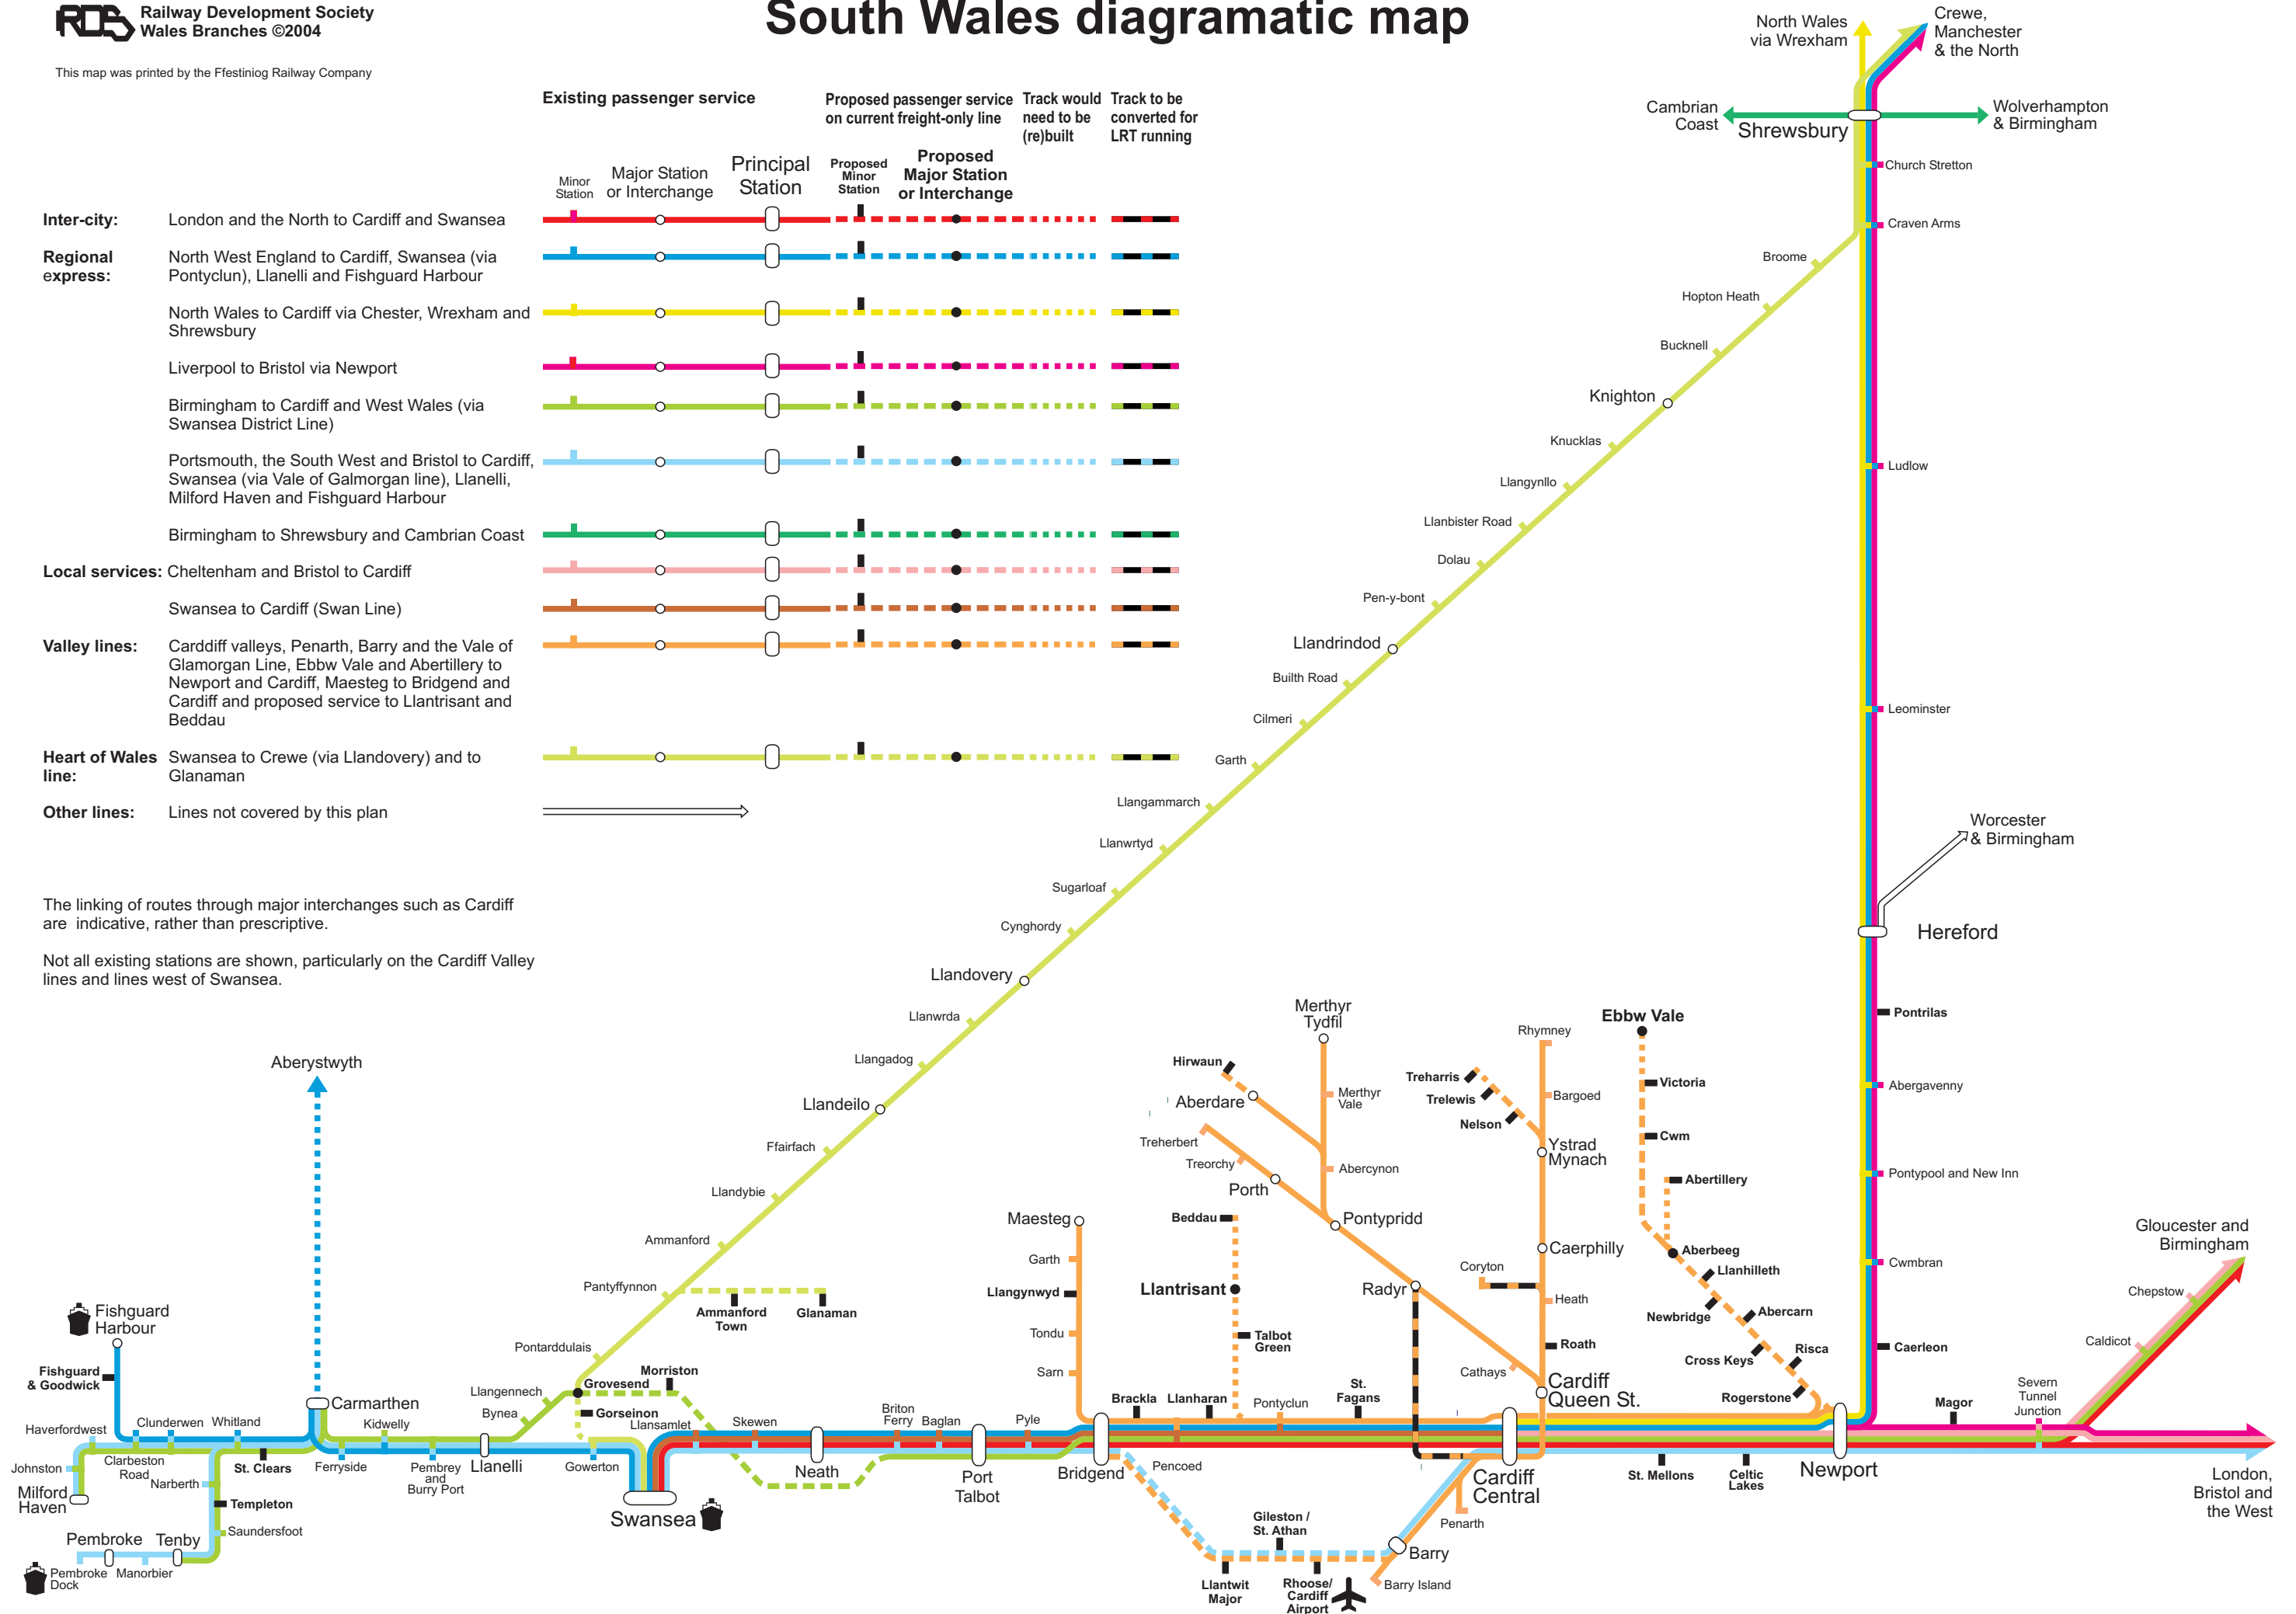 RDS
Railway Development Society
Wales Branches ©2004
This map was printed by the Ffestiniog Railway Company
South Wales diagramatic map
Existing passenger service
Proposed passenger service
on current freight-only line
Track would
need to be
(re)built
Track to be
converted for
LRT running
Minor
Station
Major Station
or Interchange
Principal
Station
Proposed
Minor
Station
Proposed
Major Station
or Interchange
Inter-city:
London and the North to Cardiff and Swansea
Regional
express:
North West England to Cardiff, Swansea (via
Pontyclun), Llanelli and Fishguard Harbour
North Wales to Cardiff via Chester, Wrexham and
Shrewsbury
Liverpool to Bristol via Newport
Birmingham to Cardiff and West Wales (via
Swansea District Line)
Portsmouth, the South West and Bristol to Cardiff,
Swansea (via Vale of Galmorgan line), Llanelli,
Milford Haven and Fishguard Harbour
Birmingham to Shrewsbury and Cambrian Coast
Local services:
Cheltenham and Bristol to Cardiff
Swansea to Cardiff (Swan Line)
Valley lines:
Carddiff valleys, Penarth, Barry and the Vale of
Glamorgan Line, Ebbw Vale and Abertillery to
Newport and Cardiff, Maesteg to Bridgend and
Cardiff and proposed service to Llantrisant and
Beddau
Heart of Wales
line:
Swansea to Crewe (via Llandovery) and to
Glanaman
Other lines:
Lines not covered by this plan
The linking of routes through major interchanges such as Cardiff
are indicative, rather than prescriptive.
Not all existing stations are shown, particularly on the Cardiff Valley
lines and lines west of Swansea.
North Wales
via Wrexham
Crewe,
Manchester
& the North
Cambrian
Coast
Shrewsbury
Wolverhampton
& Birmingham
Church Stretton
Craven Arms
Broome
Hopton Heath
Bucknell
Knighton
Knucklas
Llangynllo
Llanbister Road
Dolau
Pen-y-bont
Llandrindod
Builth Road
Cilmeri
Garth
Llangammarch
Llanwrtyd
Sugarloaf
Cynghordy
Llandovery
Llanwrda
Llangadog
Llandeilo
Ffairfach
Llandybie
Ammanford
Pantyffynnon
Ammanford
Town
Glanaman
Pontarddulais
Grovesend
Morriston
Gorseinon
Llangennech
Bynea
Ludlow
Leominster
Worcester
& Birmingham
Hereford
Pontrilas
Abergavenny
Pontypool and New Inn
Cwmbran
Caerleon
Aberystwyth
Fishguard
Harbour
Fishguard
& Goodwick
Carmarthen
Haverfordwest
Clunderwen
Whitland
Kidwelly
Johnston
Clarbeston
Road
St. Clears
Ferryside
Pembrey
and
Burry Port
Llanelli
Gowerton
Milford
Haven
Narberth
Templeton
Saundersfoot
Pembroke
Tenby
Pembroke
Dock
Manorbier
Swansea
Llansamlet
Skewen
Neath
Briton
Ferry
Baglan
Port
Talbot
Pyle
Bridgend
Maesteg
Garth
Llangynwyd
Tondu
Sarn
Brackla
Llanharan
Pencoed
Pontyclun
St.
Fagans
Beddau
Llantrisant
Talbot
Green
Merthyr
Tydfil
Hirwaun
Aberdare
Merthyr
Vale
Treherbert
Treorchy
Abercynon
Porth
Pontypridd
Radyr
Rhymney
Treharris
Trelewis
Nelson
Bargoed
Ystrad
Mynach
Caerphilly
Coryton
Heath
Roath
Cathays
Cardiff
Queen St.
Cardiff
Central
Penarth
Barry
Barry Island
Gileston /
St. Athan
Llantwit
Major
Rhoose/
Cardiff
Airport
Ebbw Vale
Victoria
Cwm
Abertillery
Aberbeeg
Llanhilleth
Newbridge
Abercarn
Cross Keys
Risca
Rogerstone
St. Mellons
Celtic
Lakes
Newport
Magor
Severn
Tunnel
Junction
Caldicot
Chepstow
Gloucester and
Birmingham
London,
Bristol and
the West